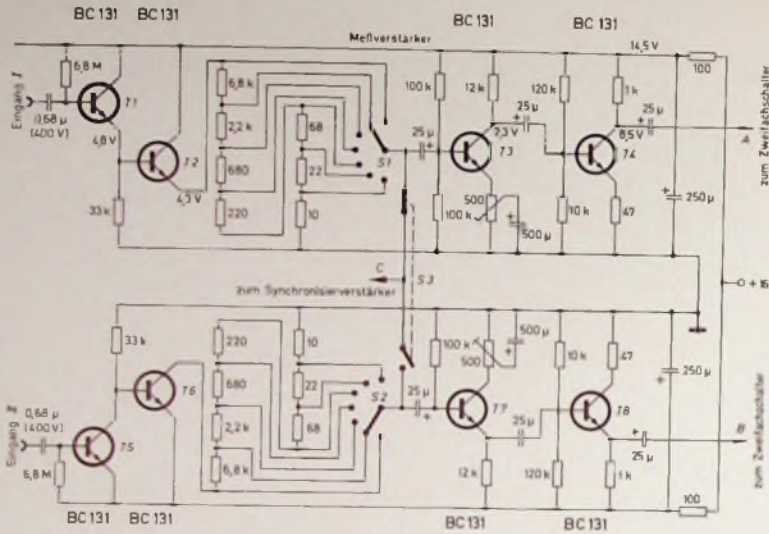 BC 131 BC 131 BC 131 BC 131
Meßverstärker
14,5 V
6,8 M
T1
Eingang I
0,68 µ
(400 V)
4,8 V
T2
4,3 V
33 k
6,8 k
2,2 k
680
220
68
22
10
S1
25 µ
100 k
12 k
2,3 V
25 µ
T3
500
100 k
500 µ
120 k
1 k
25 µ
8,5 V
T4
10 k
47
100
A
zum Zweifachschalter
250 µ
C
S3
zum Synchronisierverstärker
+ 16
33 k
T6
Eingang II
0,68 µ
(400 V)
T5
6,8 M
220
680
2,2 k
6,8 k
10
22
68
S2
25 µ
100 k
500
500 µ
T7
12 k
25 µ
10 k
47
T8
120 k
1 k
25 µ
250 µ
100
B
zum Zweifachschalter
BC 131 BC 131 BC 131 BC 131